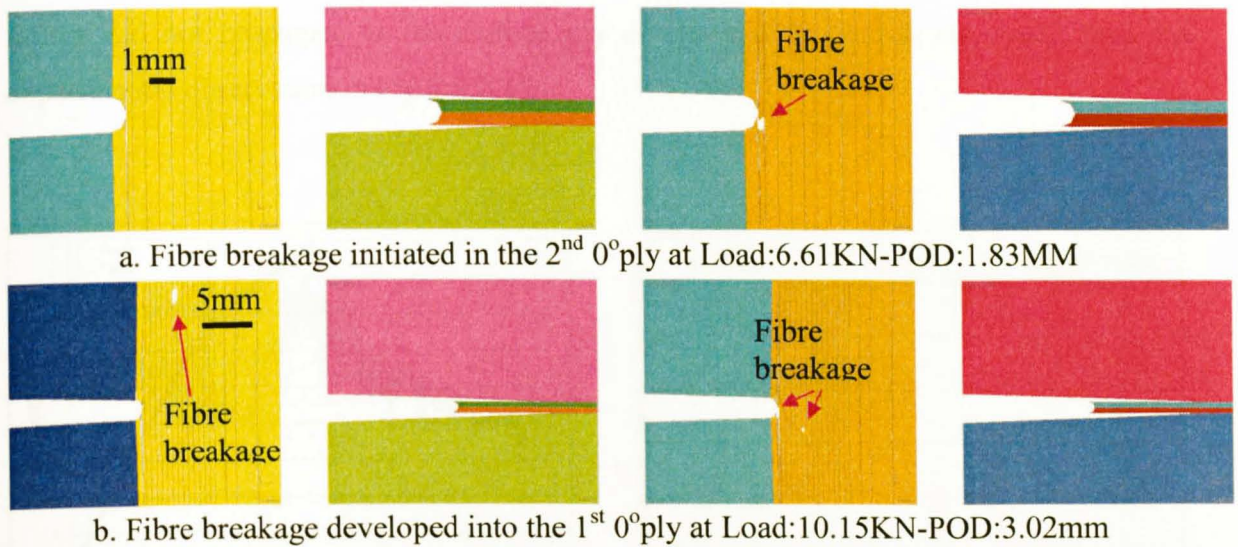 1mm
Fibre
breakage
a. Fibre breakage initiated in the 2nd 0°ply at Load:6.61KN-POD:1.83MM
5mm
Fibre
breakage
Fibre
breakage
b. Fibre breakage developed into the 1st 0°ply at Load:10.15KN-POD:3.02mm